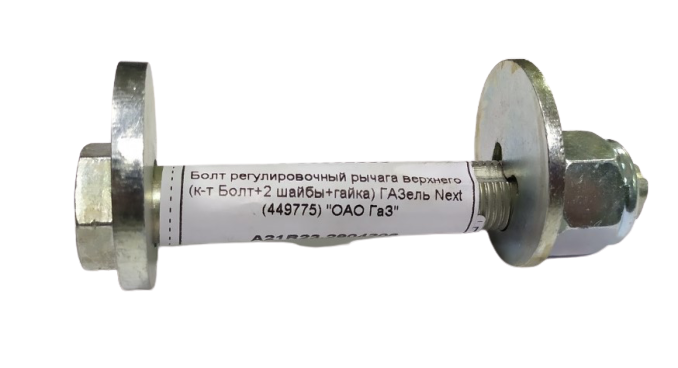 Болт регулировочный рычага верхнего
(к-т Болт+2 шайбы+гайка) ГАЗель Next
(449775) "ОАО ГаЗ"